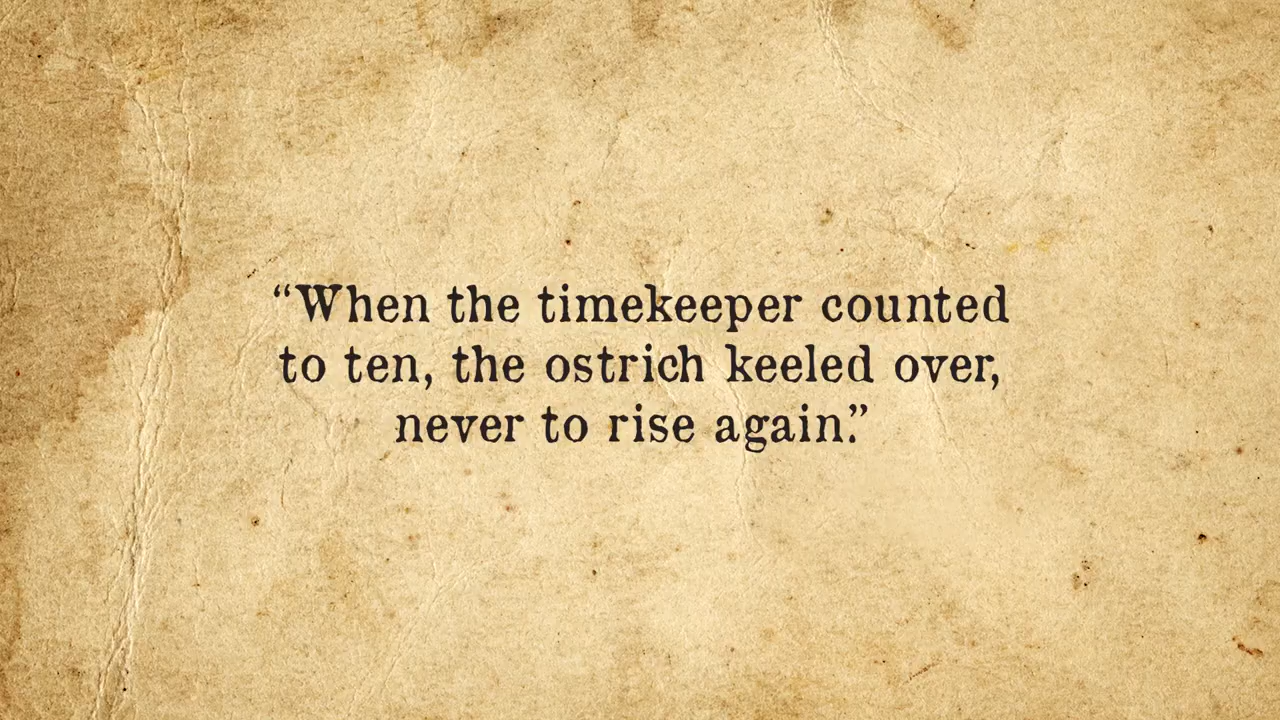 “When the timekeeper counted
to ten, the ostrich keeled over,
never to rise again.”